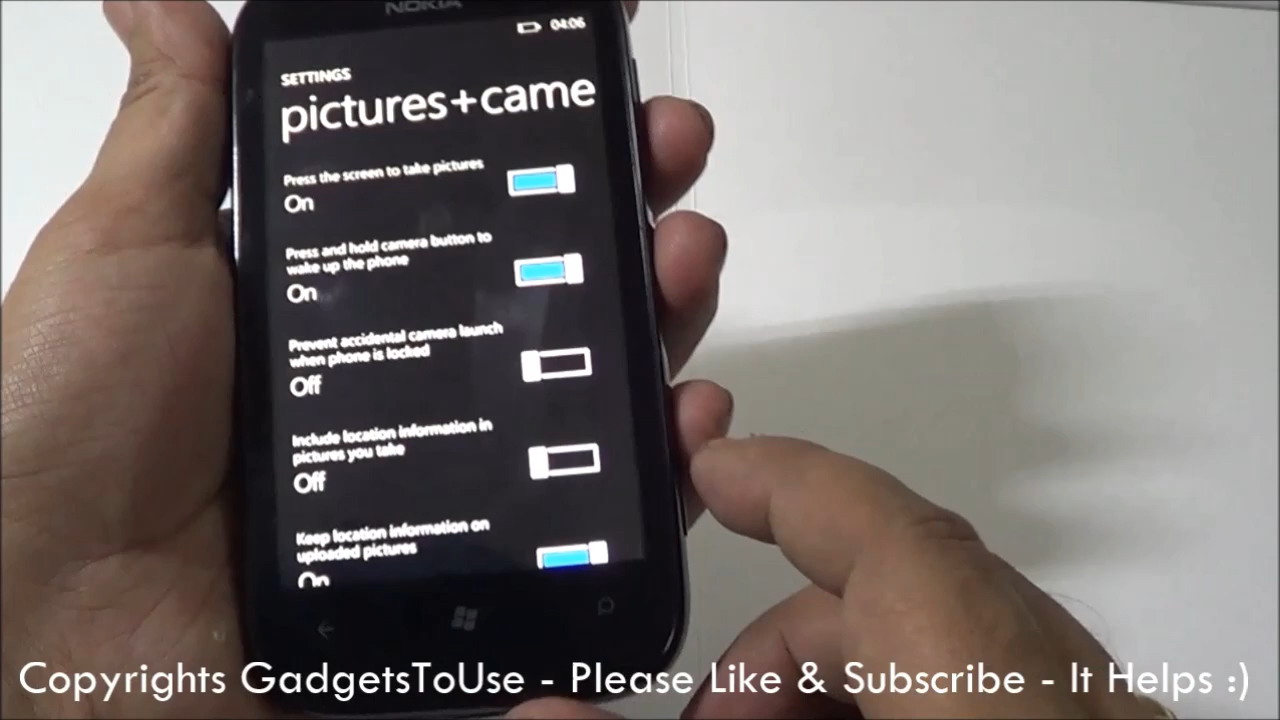 NOKIA
04:06
SETTINGS
pictures+came
Press the screen to take pictures
On
Press and hold camera button to
wake up the phone
On
Prevent accidental camera launch
when phone is locked
Off
Include location information in
pictures you take
Off
Keep location information on
uploaded pictures
On
Copyrights GadgetsToUse - Please Like & Subscribe - It Helps :)